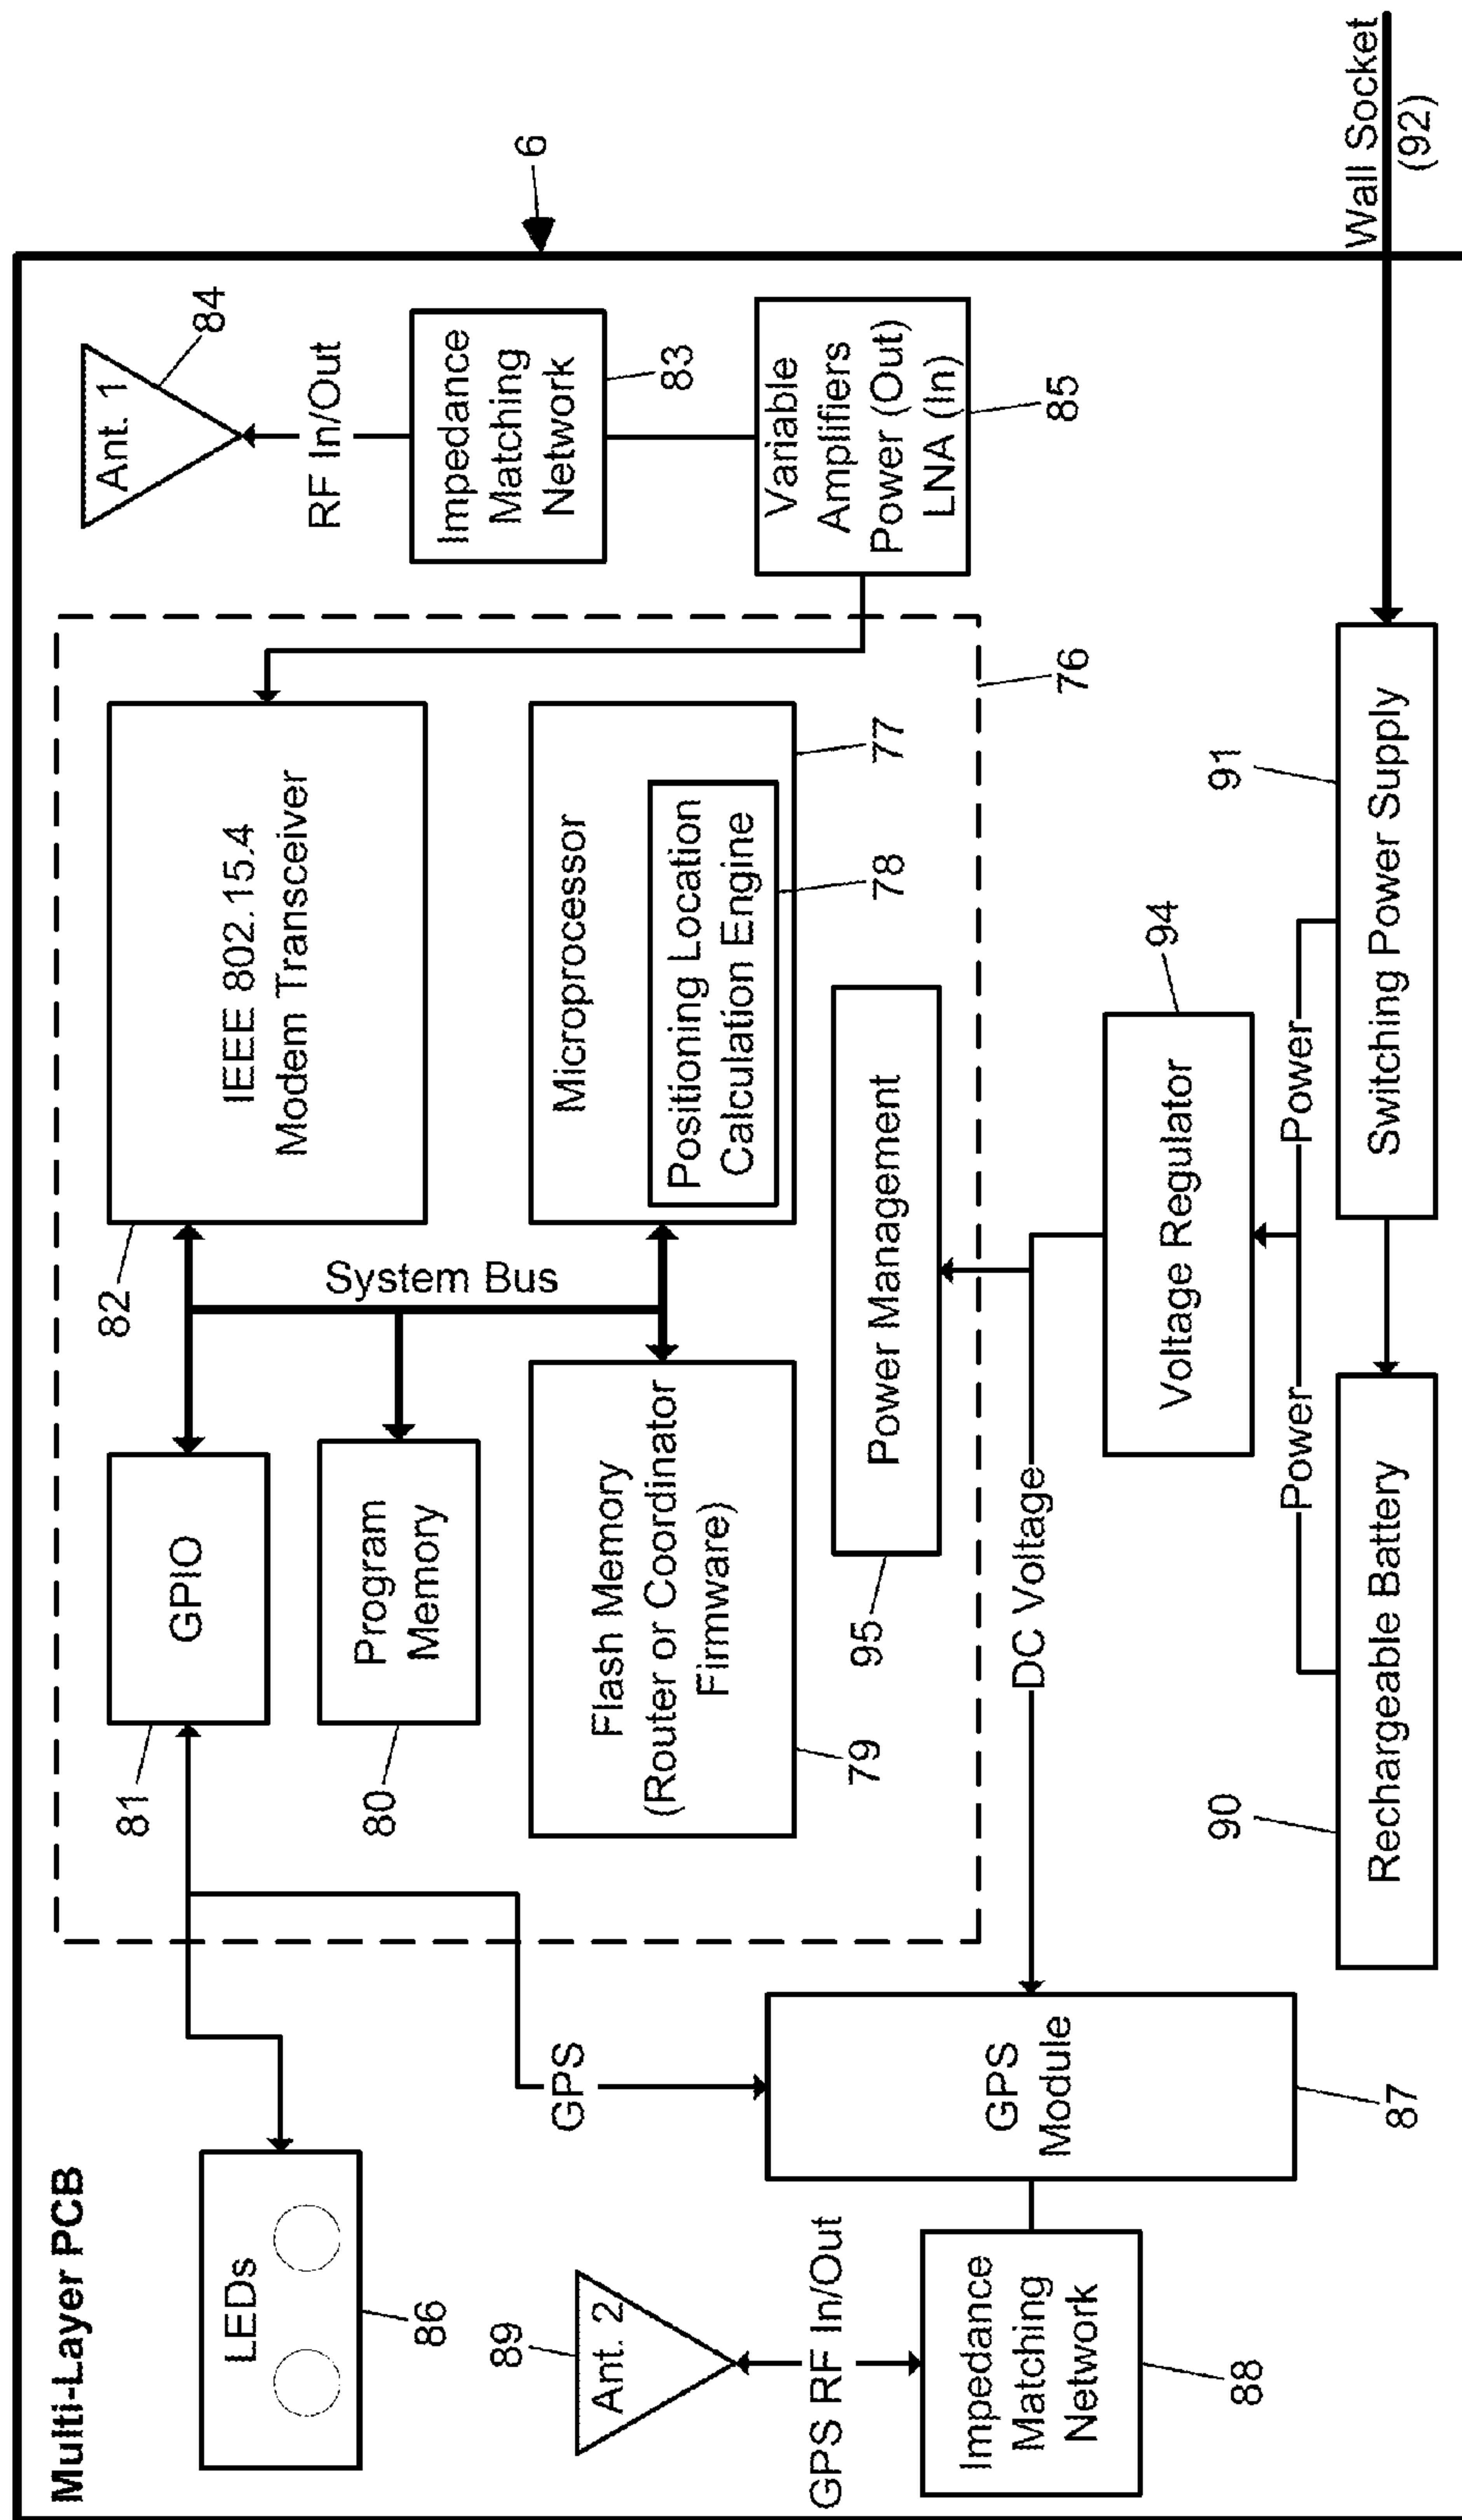 Multi-Layer PCB
LEDs
86
89
Ant. 2
GPS RF In/Out
Impedance
Matching
Network
88
GPS
GPS
Module
87
81
GPIO
80
Program
Memory
Flash Memory
(Router or Coordinator
Firmware)
79
System Bus
82
IEEE 802.15.4
Modem Transceiver
Microprocessor
Positioning Location
Calculation Engine
78
77
76
Power Management
95
DC Voltage
Voltage Regulator
94
Power
Power
90
Rechargeable Battery
91
Switching Power Supply
Ant. 1
84
RF In/Out
Impedance
Matching
Network
83
Variable
Amplifiers
Power (Out)
LNA (In)
85
6
Wall Socket
(92)